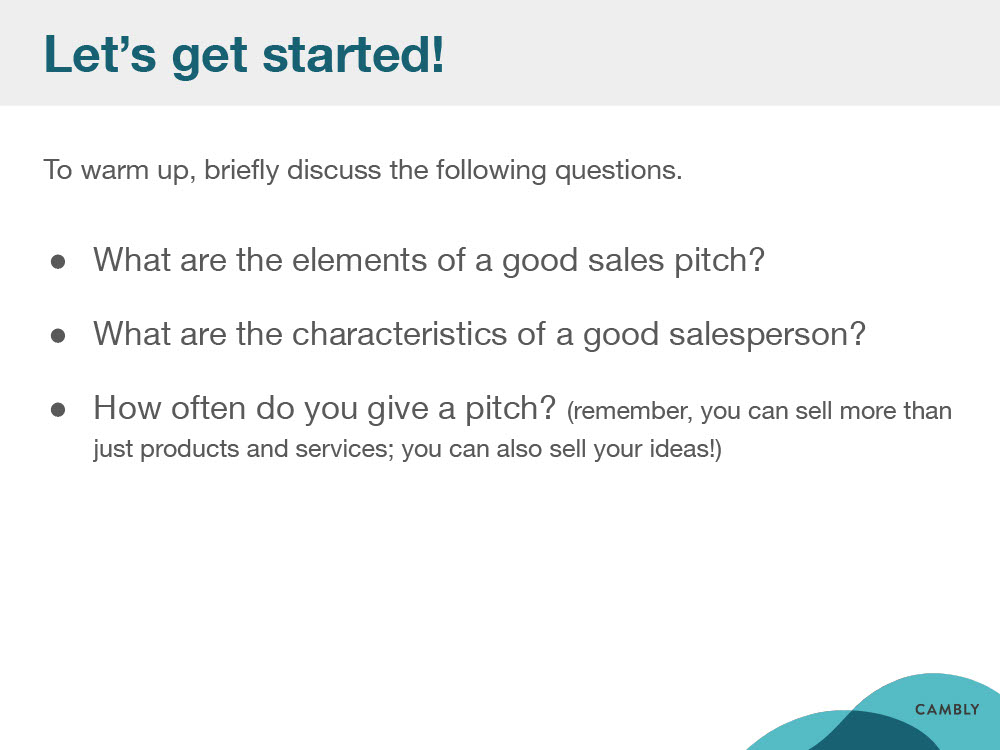 Let’s get started!
To warm up, briefly discuss the following questions.
● What are the elements of a good sales pitch?
● What are the characteristics of a good salesperson?
● How often do you give a pitch? (remember, you can sell more than
just products and services; you can also sell your ideas!)
CAMBLY